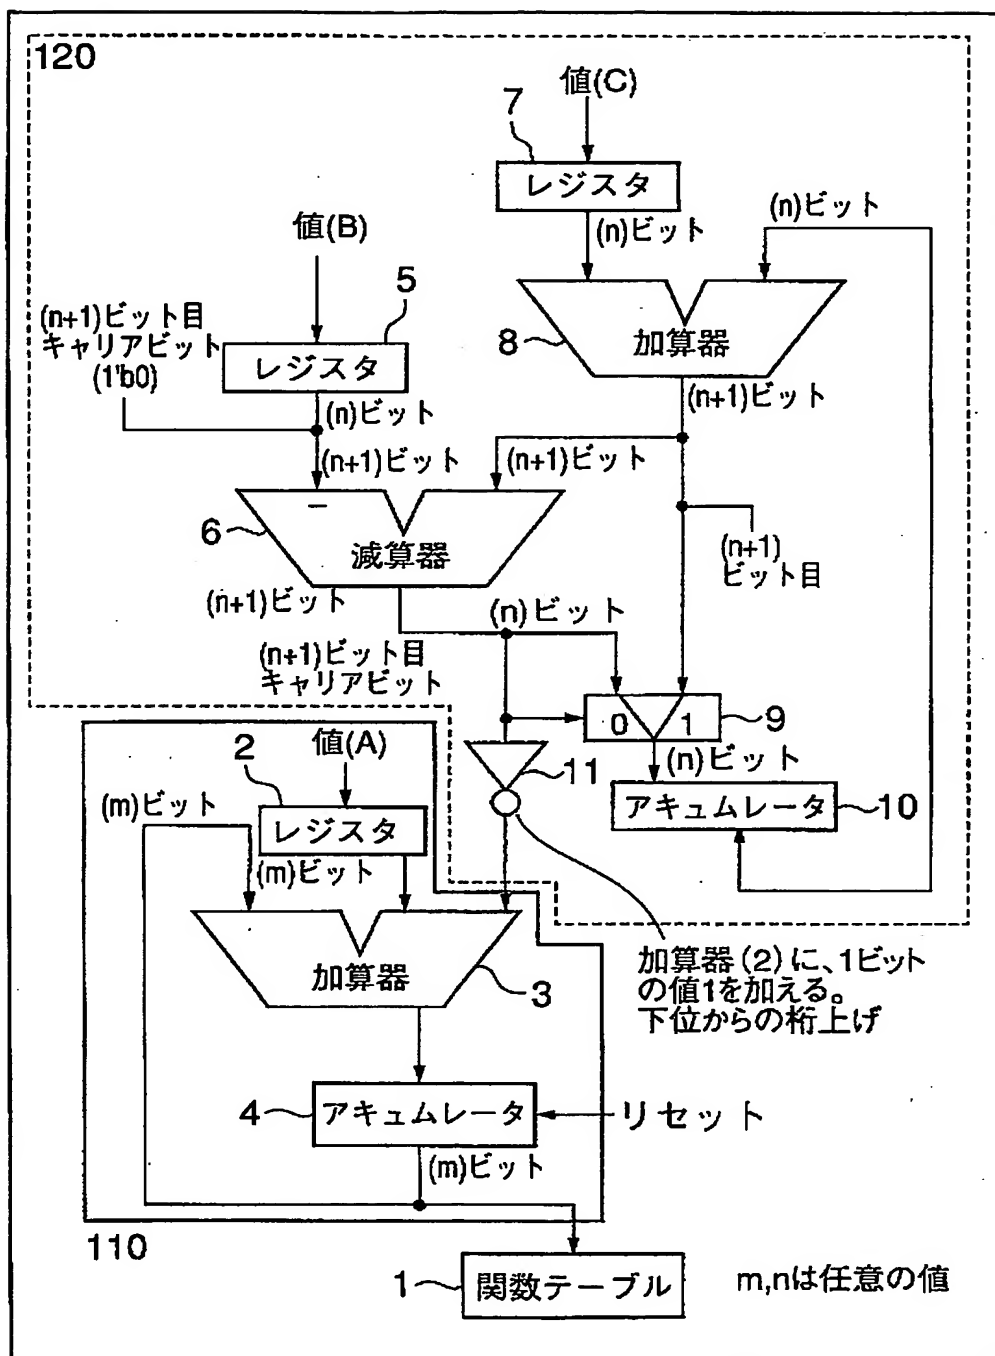 120
値(C)
7
レジスタ
(n)ビット
(n)ビット
値(B)
5
(n+1)ビット目
キャリアビット
(1'b0)
レジスタ
8
加算器
(n)ビット
(n+1)ビット
(n+1)ビット
(n+1)ビット
−
6
減算器
(n+1)
ビット目
(n+1)ビット
(n)ビット
(n+1)ビット目
キャリアビット
0
1
9
2
値(A)
11
(n)ビット
(m)ビット
レジスタ
アキュムレータ
10
(m)ビット
加算器
3
加算器(2)に、1ビット
の値1を加える。
下位からの桁上げ
4
アキュムレータ
リセット
(m)ビット
110
1
関数テーブル
m,nは任意の値